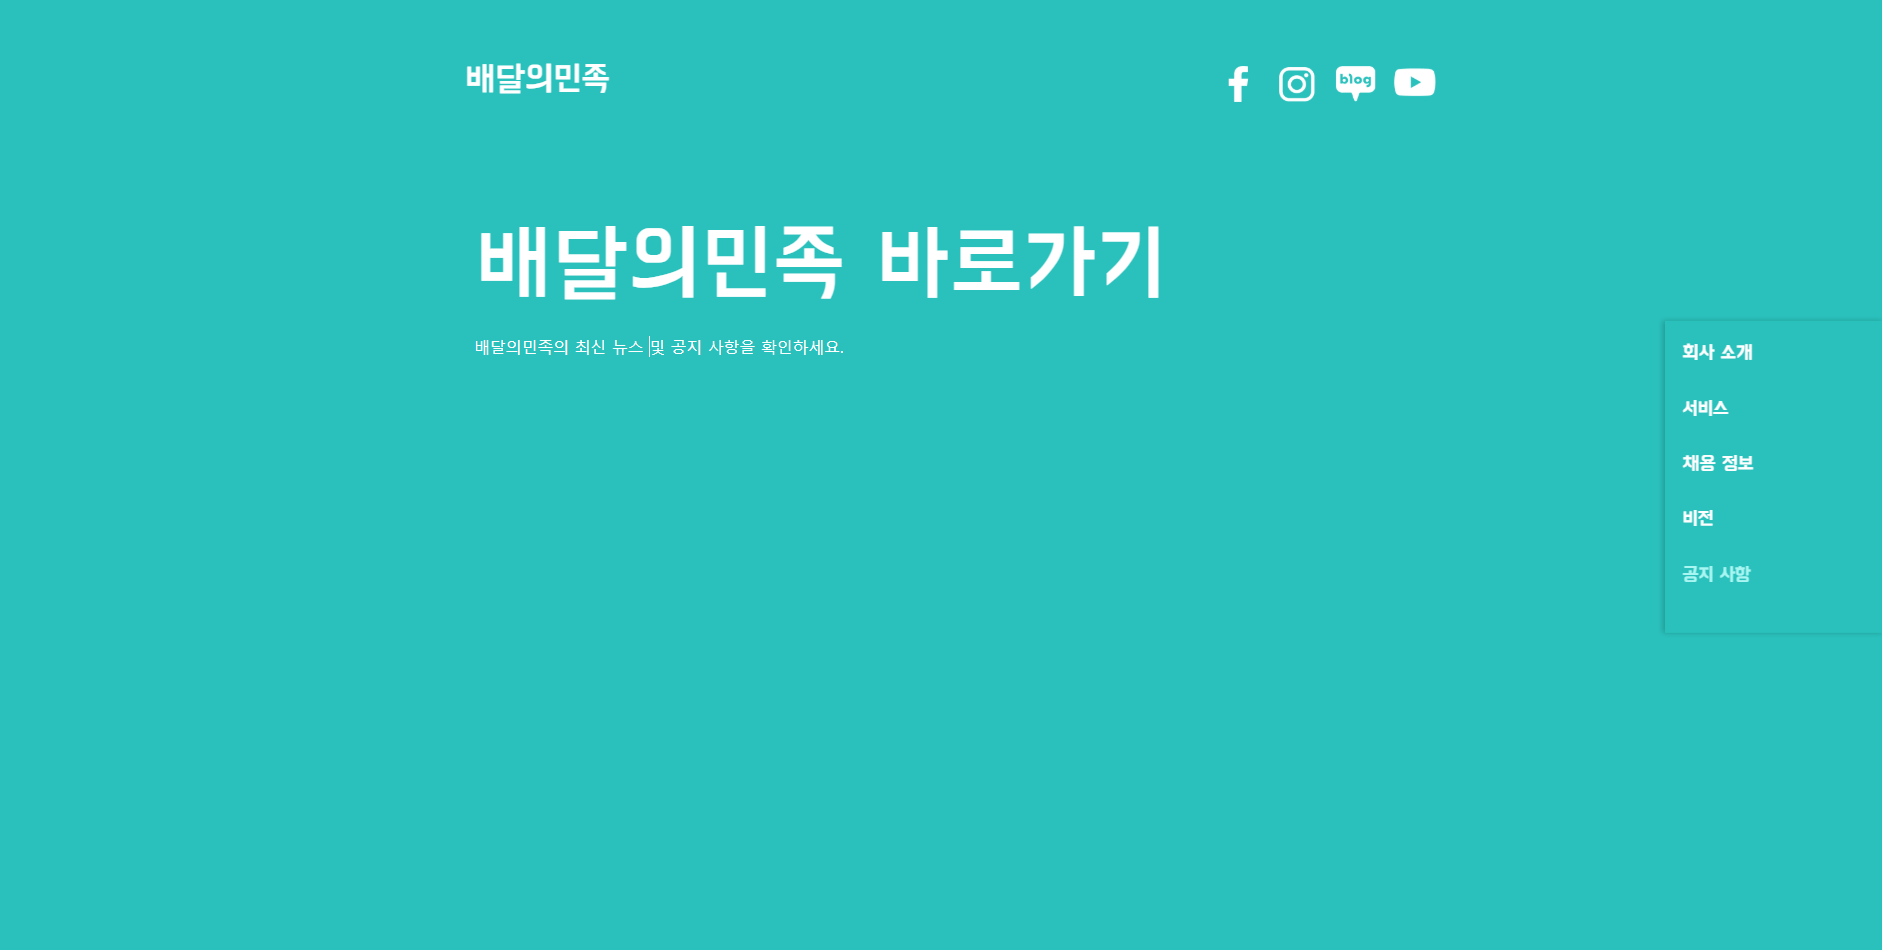 배달의민족
blog
배달의민족 바로가기
배달의민족의 최신 뉴스 및 공지 사항을 확인하세요.
회사 소개
서비스
채용 정보
비전
공지 사항